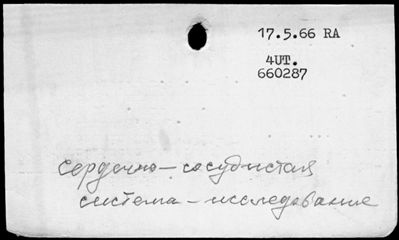 17.5.66 RA
4UT.
660287
сердечно - сосудистая
система - исследование